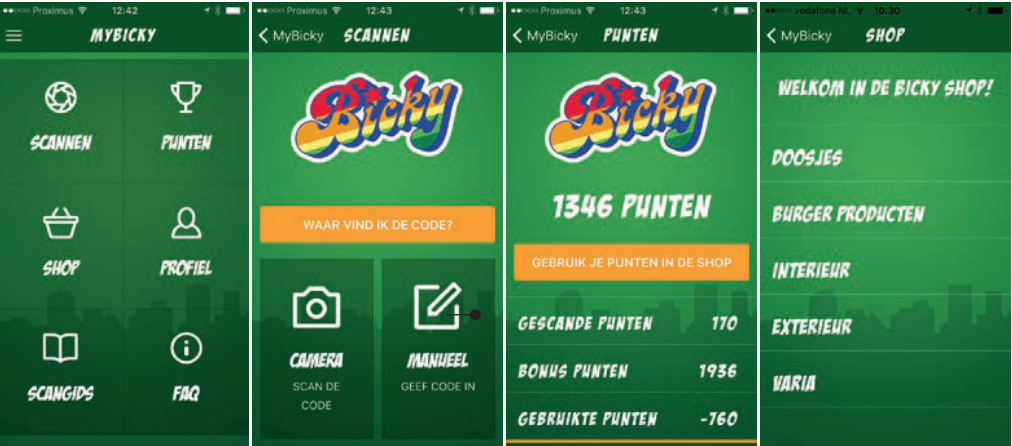 Proximus 12:42
MYBICKY
SCANNEN
PUNTEN
SHOP
PROFIEL
SCANGIDS
FAQ
Proximus 12:43
MyBicky SCANNEN
Bicky
WAAR VIND IK DE CODE?
CAMERA
SCAN DE
CODE
MANUEEL
GEEF CODE IN
Proximus 12:43
MyBicky PUNTEN
Bicky
1346 PUNTEN
GEBRUIK JE PUNTEN IN DE SHOP
GESCANDE PUNTEN 170
BONUS PUNTEN 1936
GEBRUIKTE PUNTEN -760
vodafone NL 10:30
MyBicky SHOP
WELKOM IN DE BICKY SHOP!
DOOSJES
BURGER PRODUCTEN
INTERIEUR
EXTERIEUR
VARIA